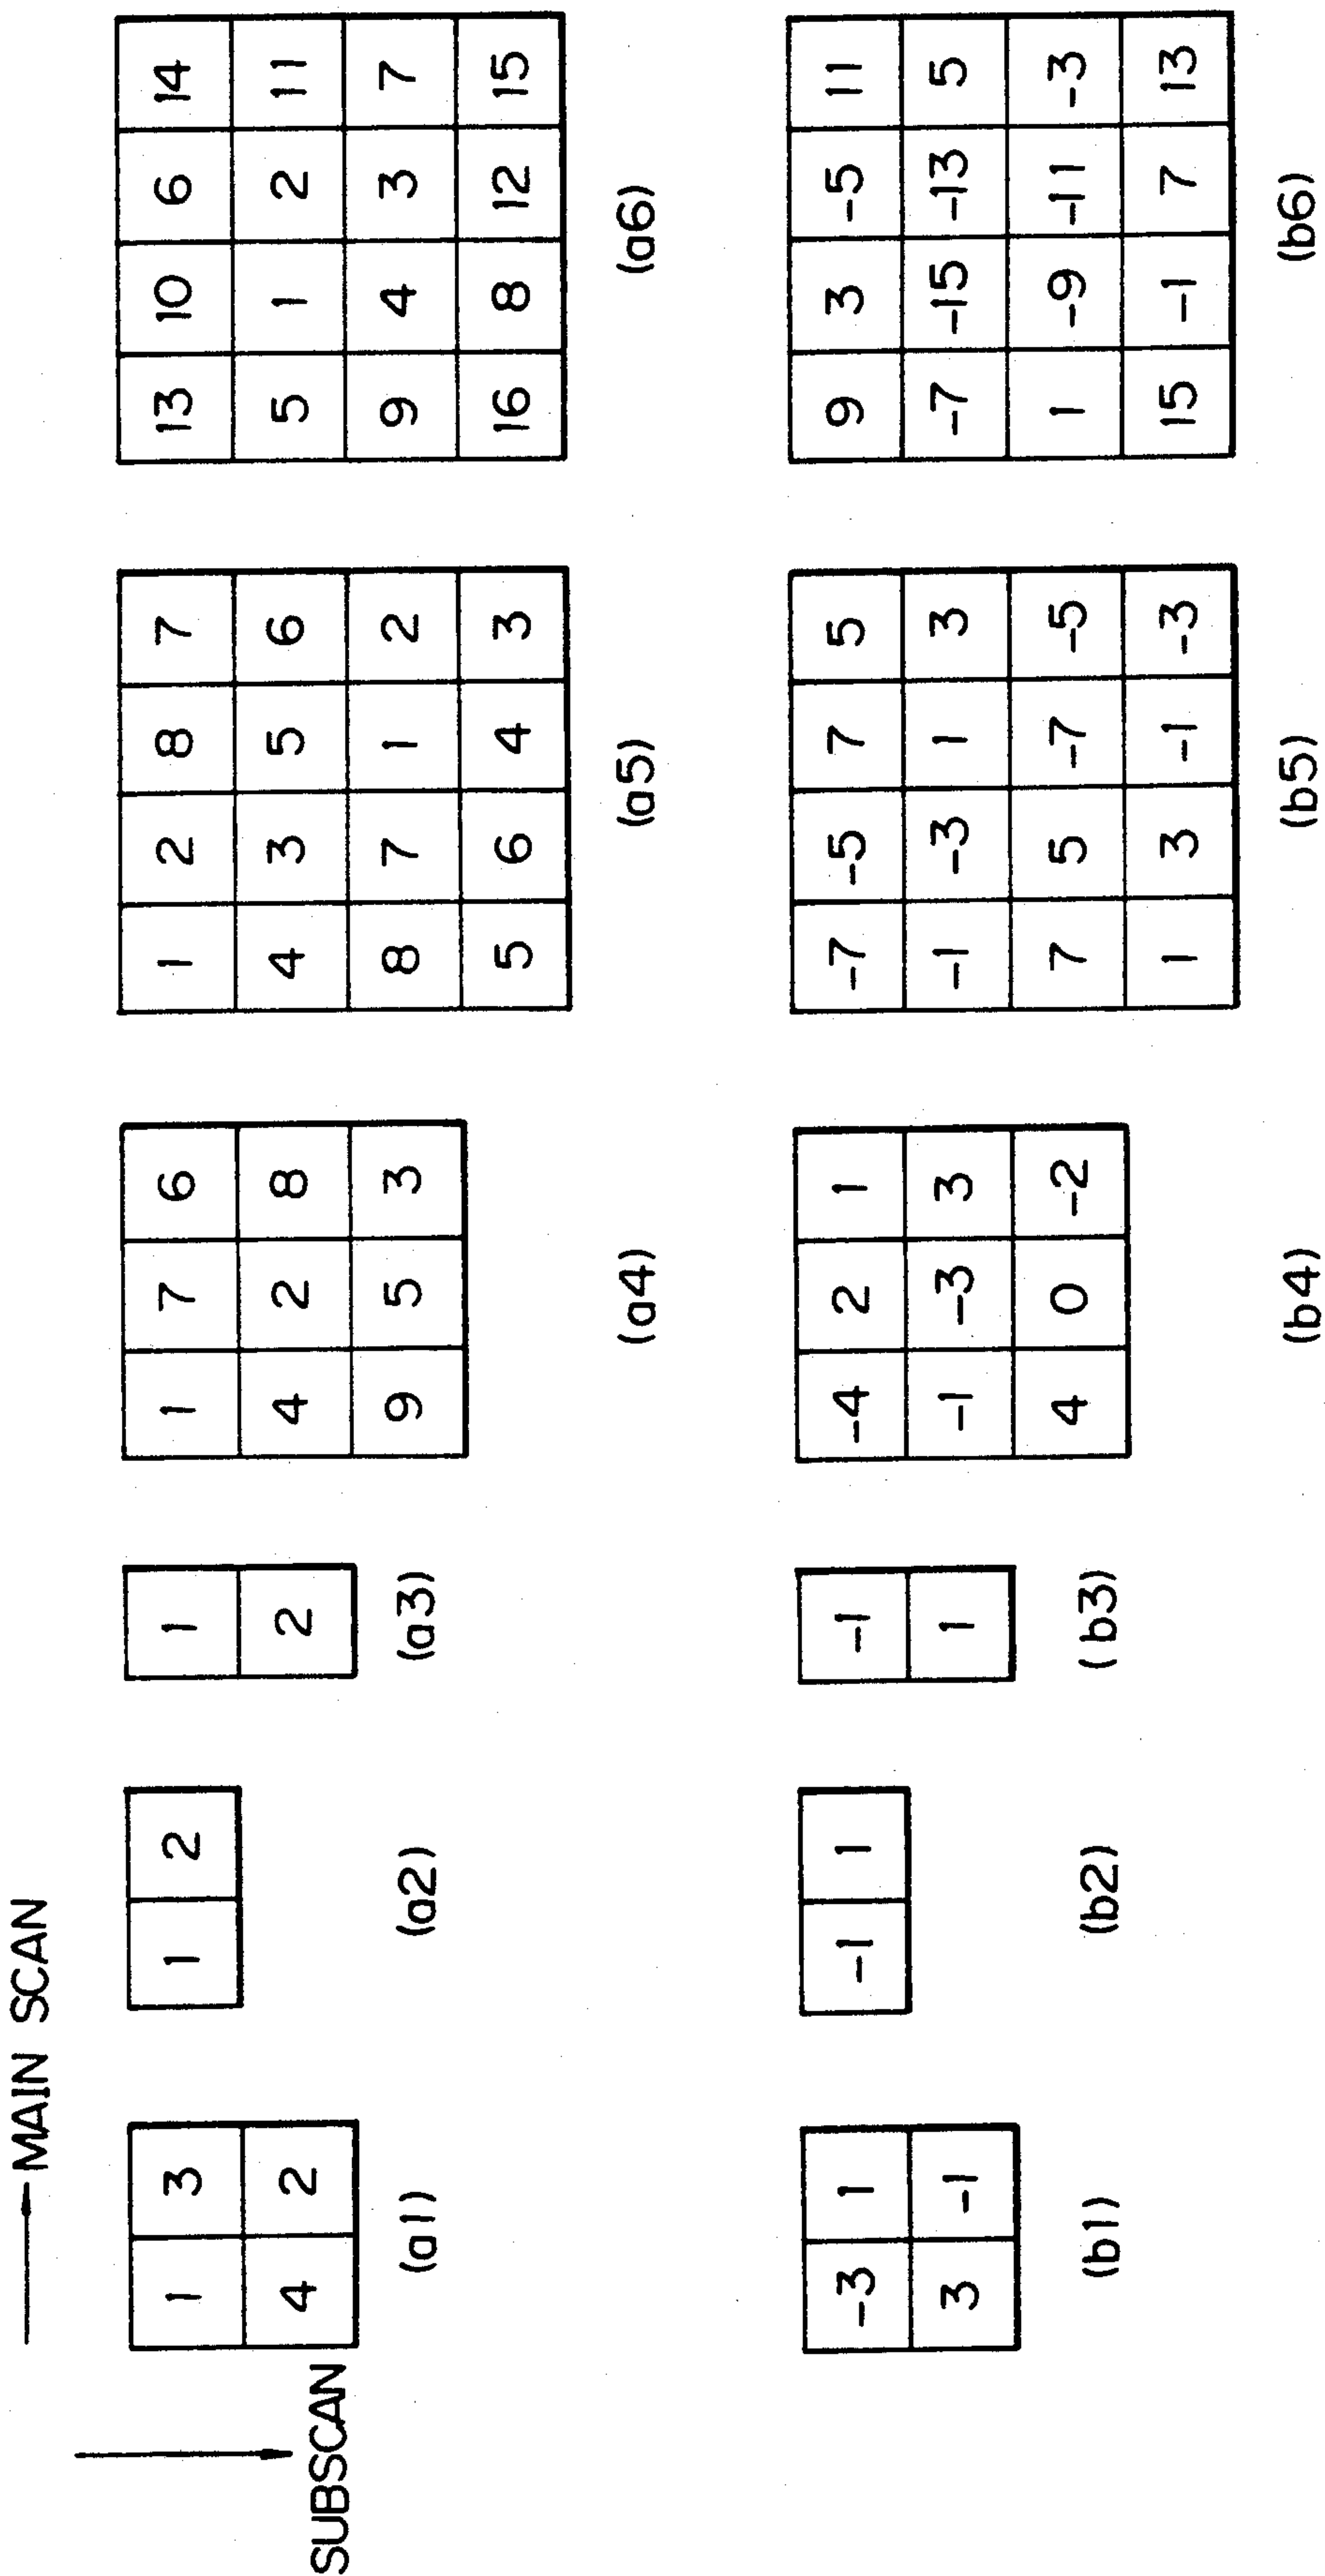 MAIN SCAN
SUBSCAN
1 3
4 2
(a1)
1 2
(a2)
1
2
(a3)
1 7 6
4 2 8
9 5 3
(a4)
1 2 8 7
4 3 5 6
8 7 1 2
5 6 4 3
(a5)
13 10 6 14
5 1 2 11
9 4 3 7
16 8 12 15
(a6)
-3 1
3 -1
(b1)
-1 1
(b2)
-1
1
(b3)
-4 2 1
-1 -3 3
4 0 -2
(b4)
-7 -5 7 5
-1 -3 1 3
7 5 -7 -5
1 3 -1 -3
(b5)
9 3 -5 11
-7 -15 -13 5
1 -9 -11 -3
15 -1 7 13
(b6)